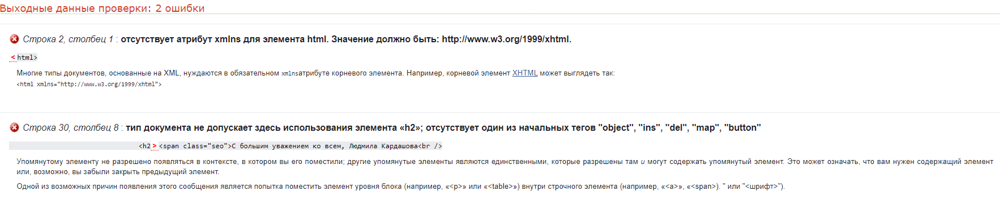 Выходные данные проверки: 2 ошибки
Строка 2, столбец 1 : отсутствует атрибут xmlns для элемента html. Значение должно быть: http://www.w3.org/1999/xhtml.
<html>
Многие типы документов, основанные на XML, нуждаются в обязательном xmlnsатрибуте корневого элемента. Например, корневой элемент XHTML может выглядеть так:
<html xmlns="http://www.w3.org/1999/xhtml">
Строка 30, столбец 8 : тип документа не допускает здесь использования элемента «h2»; отсутствует один из начальных тегов "object", "ins", "del", "map", "button"
<h2><span class="seo">С большим уважением ко всем, Людмила Кардашова<br />
Упомянутому элементу не разрешено появляться в контексте, в котором вы его поместили; другие упомянутые элементы являются единственными, которые разрешены там и могут содержать упомянутый элемент. Это может означать, что вам нужен содержащий элемент
или, возможно, вы забыли закрыть предыдущий элемент.
Одной из возможных причин появления этого сообщения является попытка поместить элемент уровня блока (например, «<p>» или «<table>») внутри строчного элемента (например, «<a>», «<span>). " или "<шрифт>").